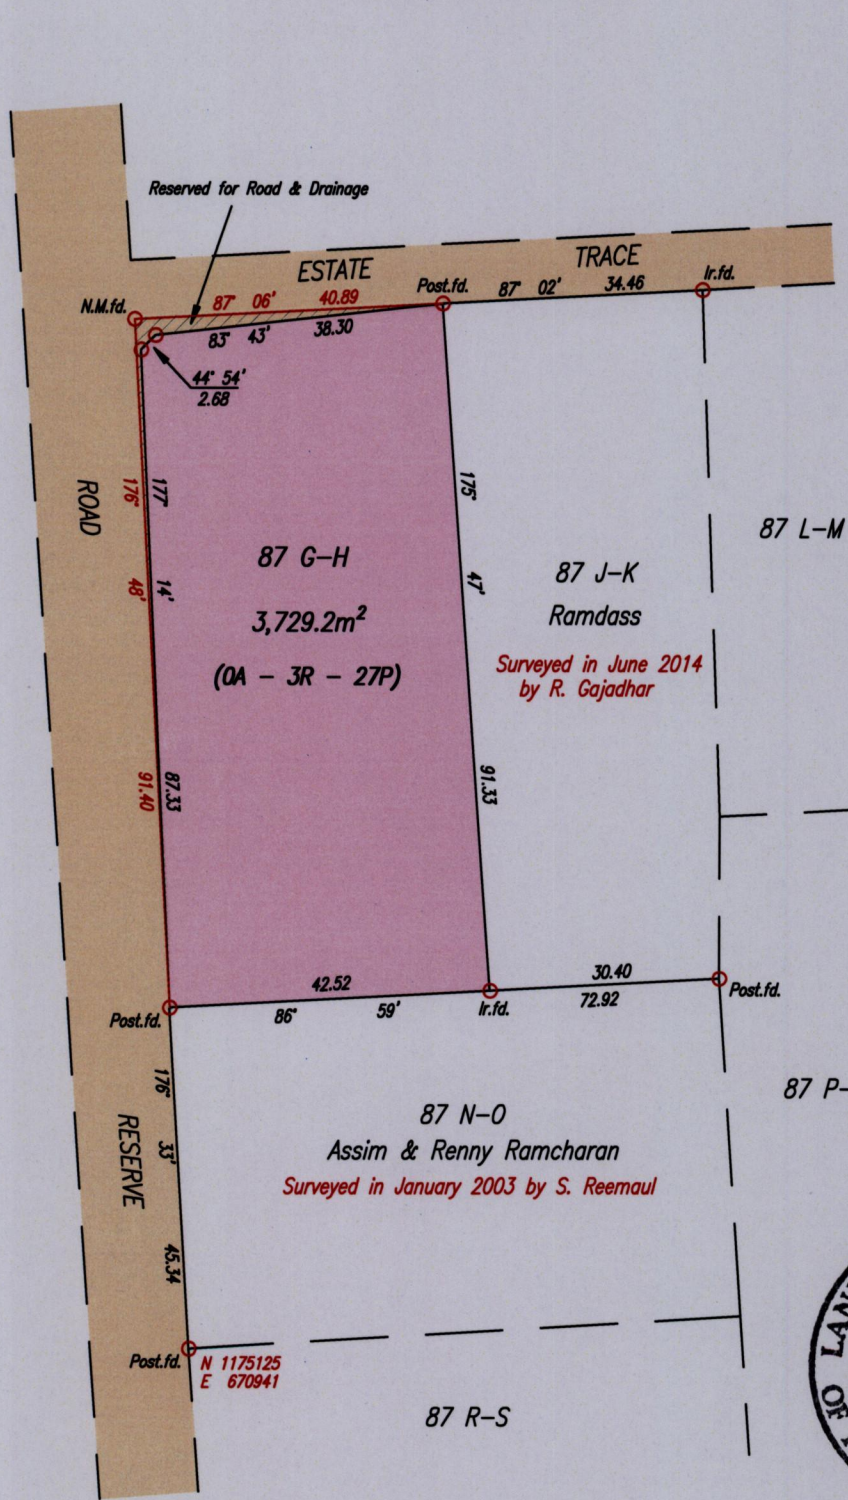 Reserved for Road & Drainage
ESTATE TRACE
N.M.fd.
87° 06' 40.89
Post.fd.
87° 02' 34.46
Ir.fd.
83° 43' 38.30
44° 54'
2.68
ROAD
176° 48' 91.40
177° 14' 87.33
175° 47' 91.33
87 G-H
3,729.2m²
(0A - 3R - 27P)
87 J-K
Ramdass
Surveyed in June 2014
by R. Gajadhar
87 L-M
42.52
86° 59'
Post.fd.
Ir.fd.
30.40
72.92
Post.fd.
87 P-
RESERVE
176° 33' 45.34
87 N-O
Assim & Renny Ramcharan
Surveyed in January 2003 by S. Reemaul
Post.fd.
N 1175125
E 670941
87 R-S